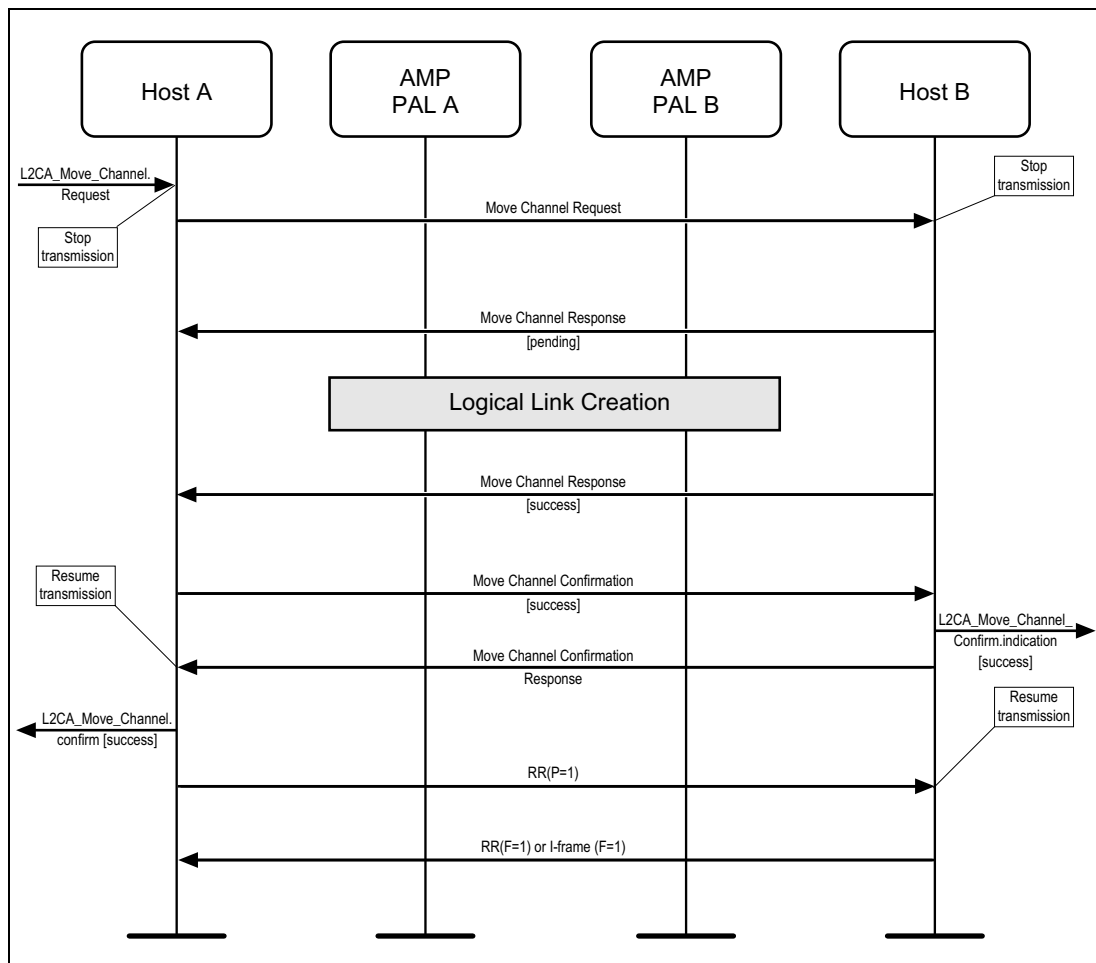 Host A
AMP
PAL A
AMP
PAL B
Host B
L2CA_Move_Channel.
Request
Stop
transmission
Stop
transmission
Move Channel Request
Move Channel Response
[pending]
Logical Link Creation
Move Channel Response
[success]
Resume
transmission
Move Channel Confirmation
[success]
L2CA_Move_Channel_
Confirm.indication
[success]
Move Channel Confirmation
Response
L2CA_Move_Channel.
confirm [success]
Resume
transmission
RR(P=1)
RR(F=1) or I-frame (F=1)